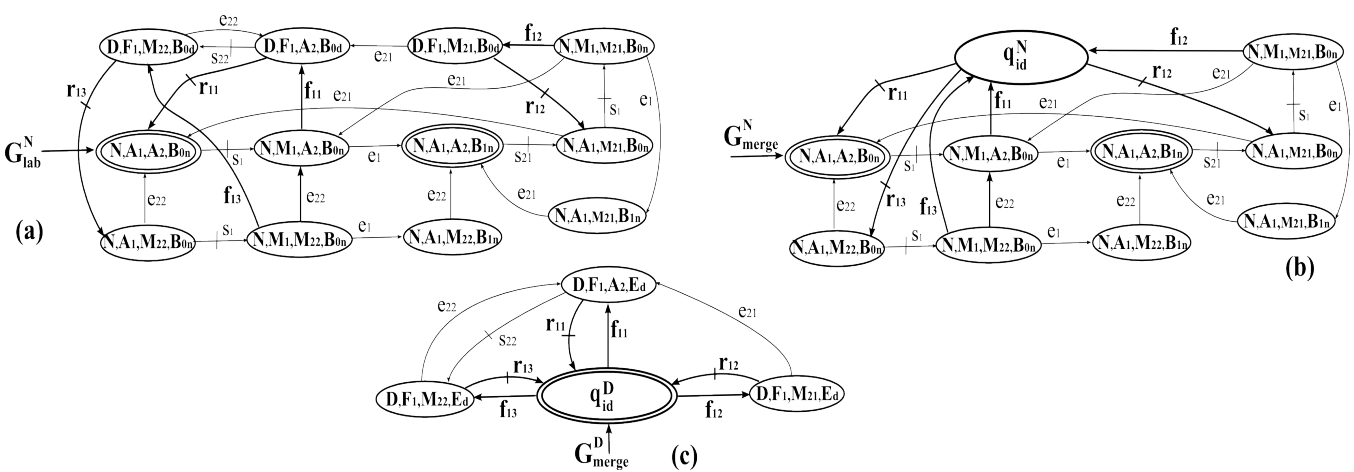 (a)
G^N_lab
e22
D,F1,M22,B0d
D,F1,A2,B0d
D,F1,M21,B0d
N,M1,M21,B0n
s22
e21
f12
r13
r11
f11
e21
r12
s1
e1
e21
N,A1,A2,B0n
s1
N,M1,A2,B0n
e1
N,A1,A2,B1n
s21
N,A1,M21,B0n
e22
f13
e22
e22
e21
N,A1,M21,B1n
N,A1,M22,B0n
s1
N,M1,M22,B0n
e1
N,A1,M22,B1n
(b)
G^N_merge
q^N_id
f12
N,M1,M21,B0n
r11
f11
e21
r12
s1
e1
e21
N,A1,A2,B0n
s1
N,M1,A2,B0n
e1
N,A1,A2,B1n
s21
N,A1,M21,B0n
e22
r13
f13
e22
e22
e21
N,A1,M21,B1n
N,A1,M22,B0n
s1
N,M1,M22,B0n
e1
N,A1,M22,B1n
(c)
D,F1,A2,Ed
e22
s22
r11
f11
e21
r13
r12
D,F1,M22,Ed
q^D_id
D,F1,M21,Ed
f13
f12
G^D_merge